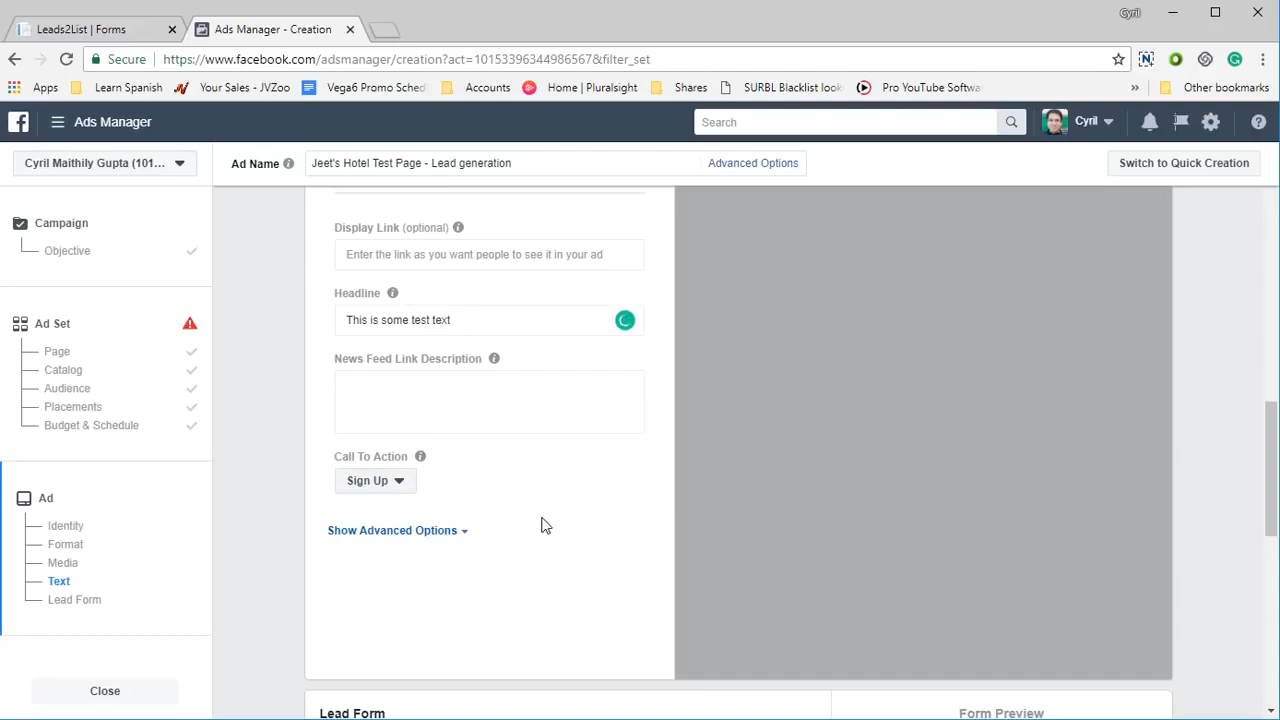 Cyril
Leads2List | Forms
Ads Manager - Creation
Secure
https://www.facebook.com/adsmanager/creation?act=10153396344986567&filter_set
Apps
Learn Spanish
Your Sales - JVZoo
Vega6 Promo Sched
Accounts
Home | Pluralsight
Shares
SURBL Blacklist look
Pro YouTube Softwa
»
Other bookmarks
Ads Manager
Search
Cyril
Cyril Maithily Gupta (101...
Ad Name
Jeet's Hotel Test Page - Lead generation
Advanced Options
Switch to Quick Creation
Campaign
Objective
Ad Set
Page
Catalog
Audience
Placements
Budget & Schedule
Ad
Identity
Format
Media
Text
Lead Form
Close
Display Link (optional)
Enter the link as you want people to see it in your ad
Headline
This is some test text
News Feed Link Description
Call To Action
Sign Up
Show Advanced Options
Lead Form
Form Preview